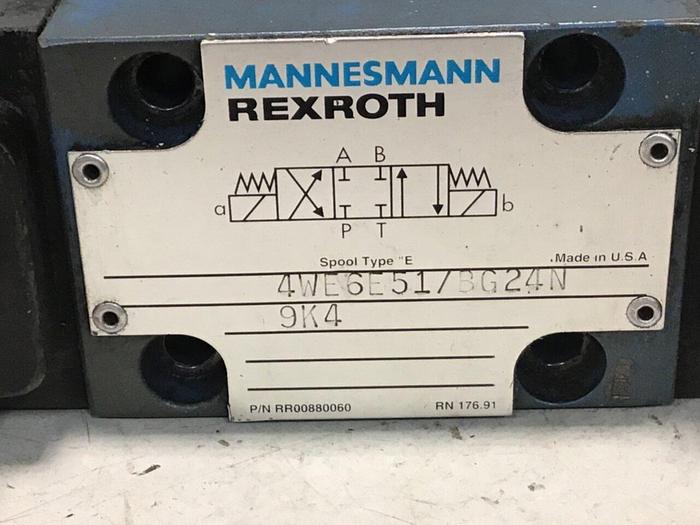 MANNESMANN
REXROTH
A B
a b
P T
Spool Type "E
Made in U.S.A
4WE6E51/BG24N
9K4
P/N RR00880060 RN 176.91